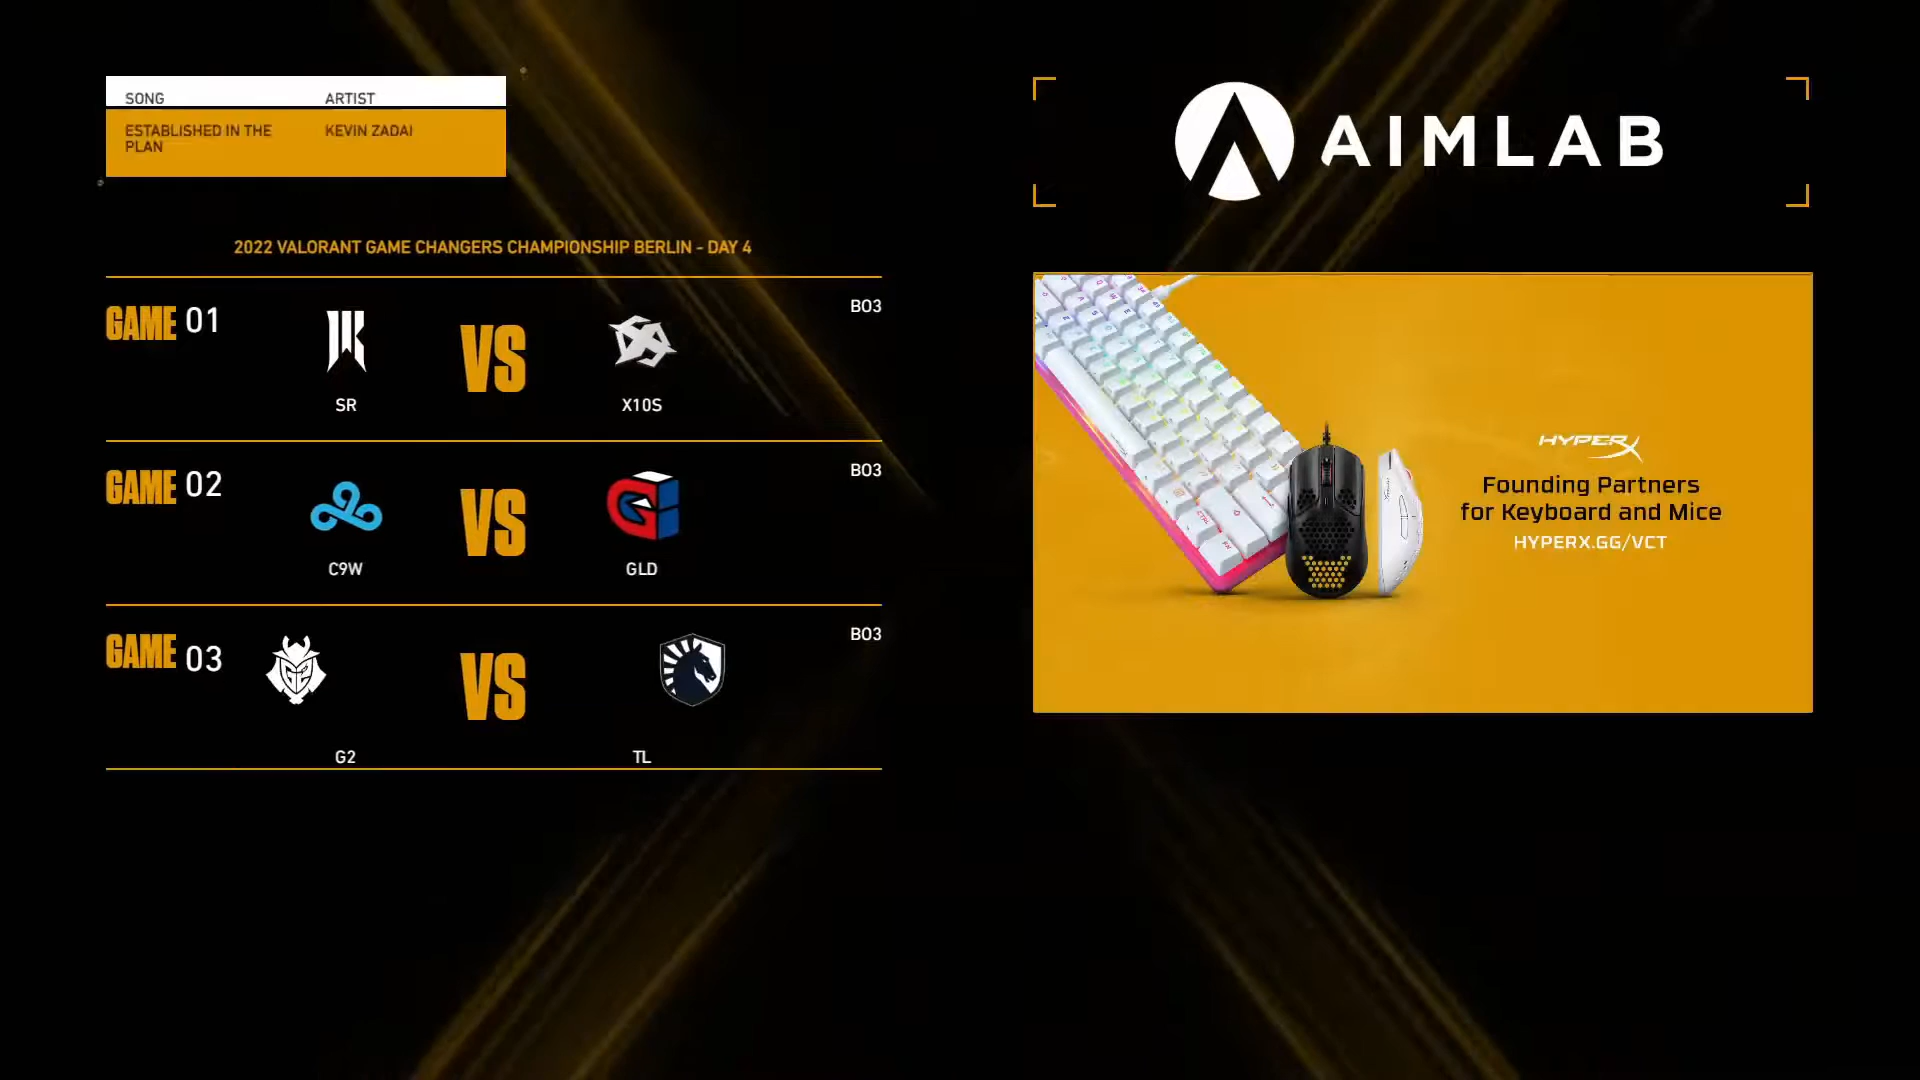 SONG ARTIST
ESTABLISHED IN THE KEVIN ZADAI
PLAN
2022 VALORANT GAME CHANGERS CHAMPIONSHIP BERLIN - DAY 4
GAME 01 VS BO3
SR X10S
GAME 02 VS BO3
C9W GLD
GAME 03 VS BO3
G2 TL
AIMLAB
HYPERX
Founding Partners
for Keyboard and Mice
HYPERX.GG/VCT